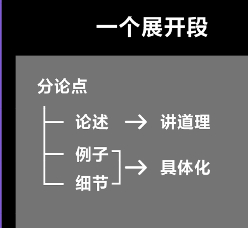 一个展开段
分论点
论述 → 讲道理
例子
细节 → 具体化